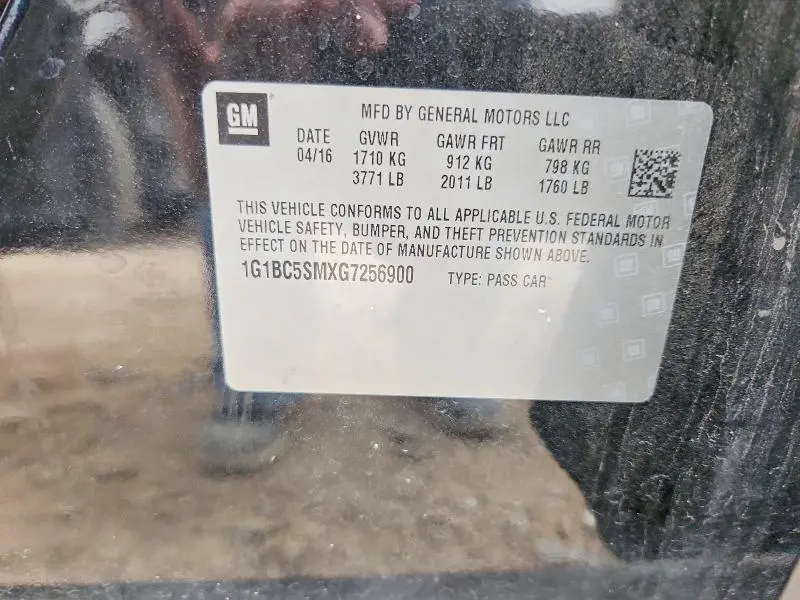 GM
MFD BY GENERAL MOTORS LLC
DATE GVWR GAWR FRT GAWR RR
04/16 1710 KG 912 KG 798 KG
3771 LB 2011 LB 1760 LB
THIS VEHICLE CONFORMS TO ALL APPLICABLE U.S. FEDERAL MOTOR
VEHICLE SAFETY, BUMPER, AND THEFT PREVENTION STANDARDS IN
EFFECT ON THE DATE OF MANUFACTURE SHOWN ABOVE.
1G1BC5SMXG7256900 TYPE: PASS CAR